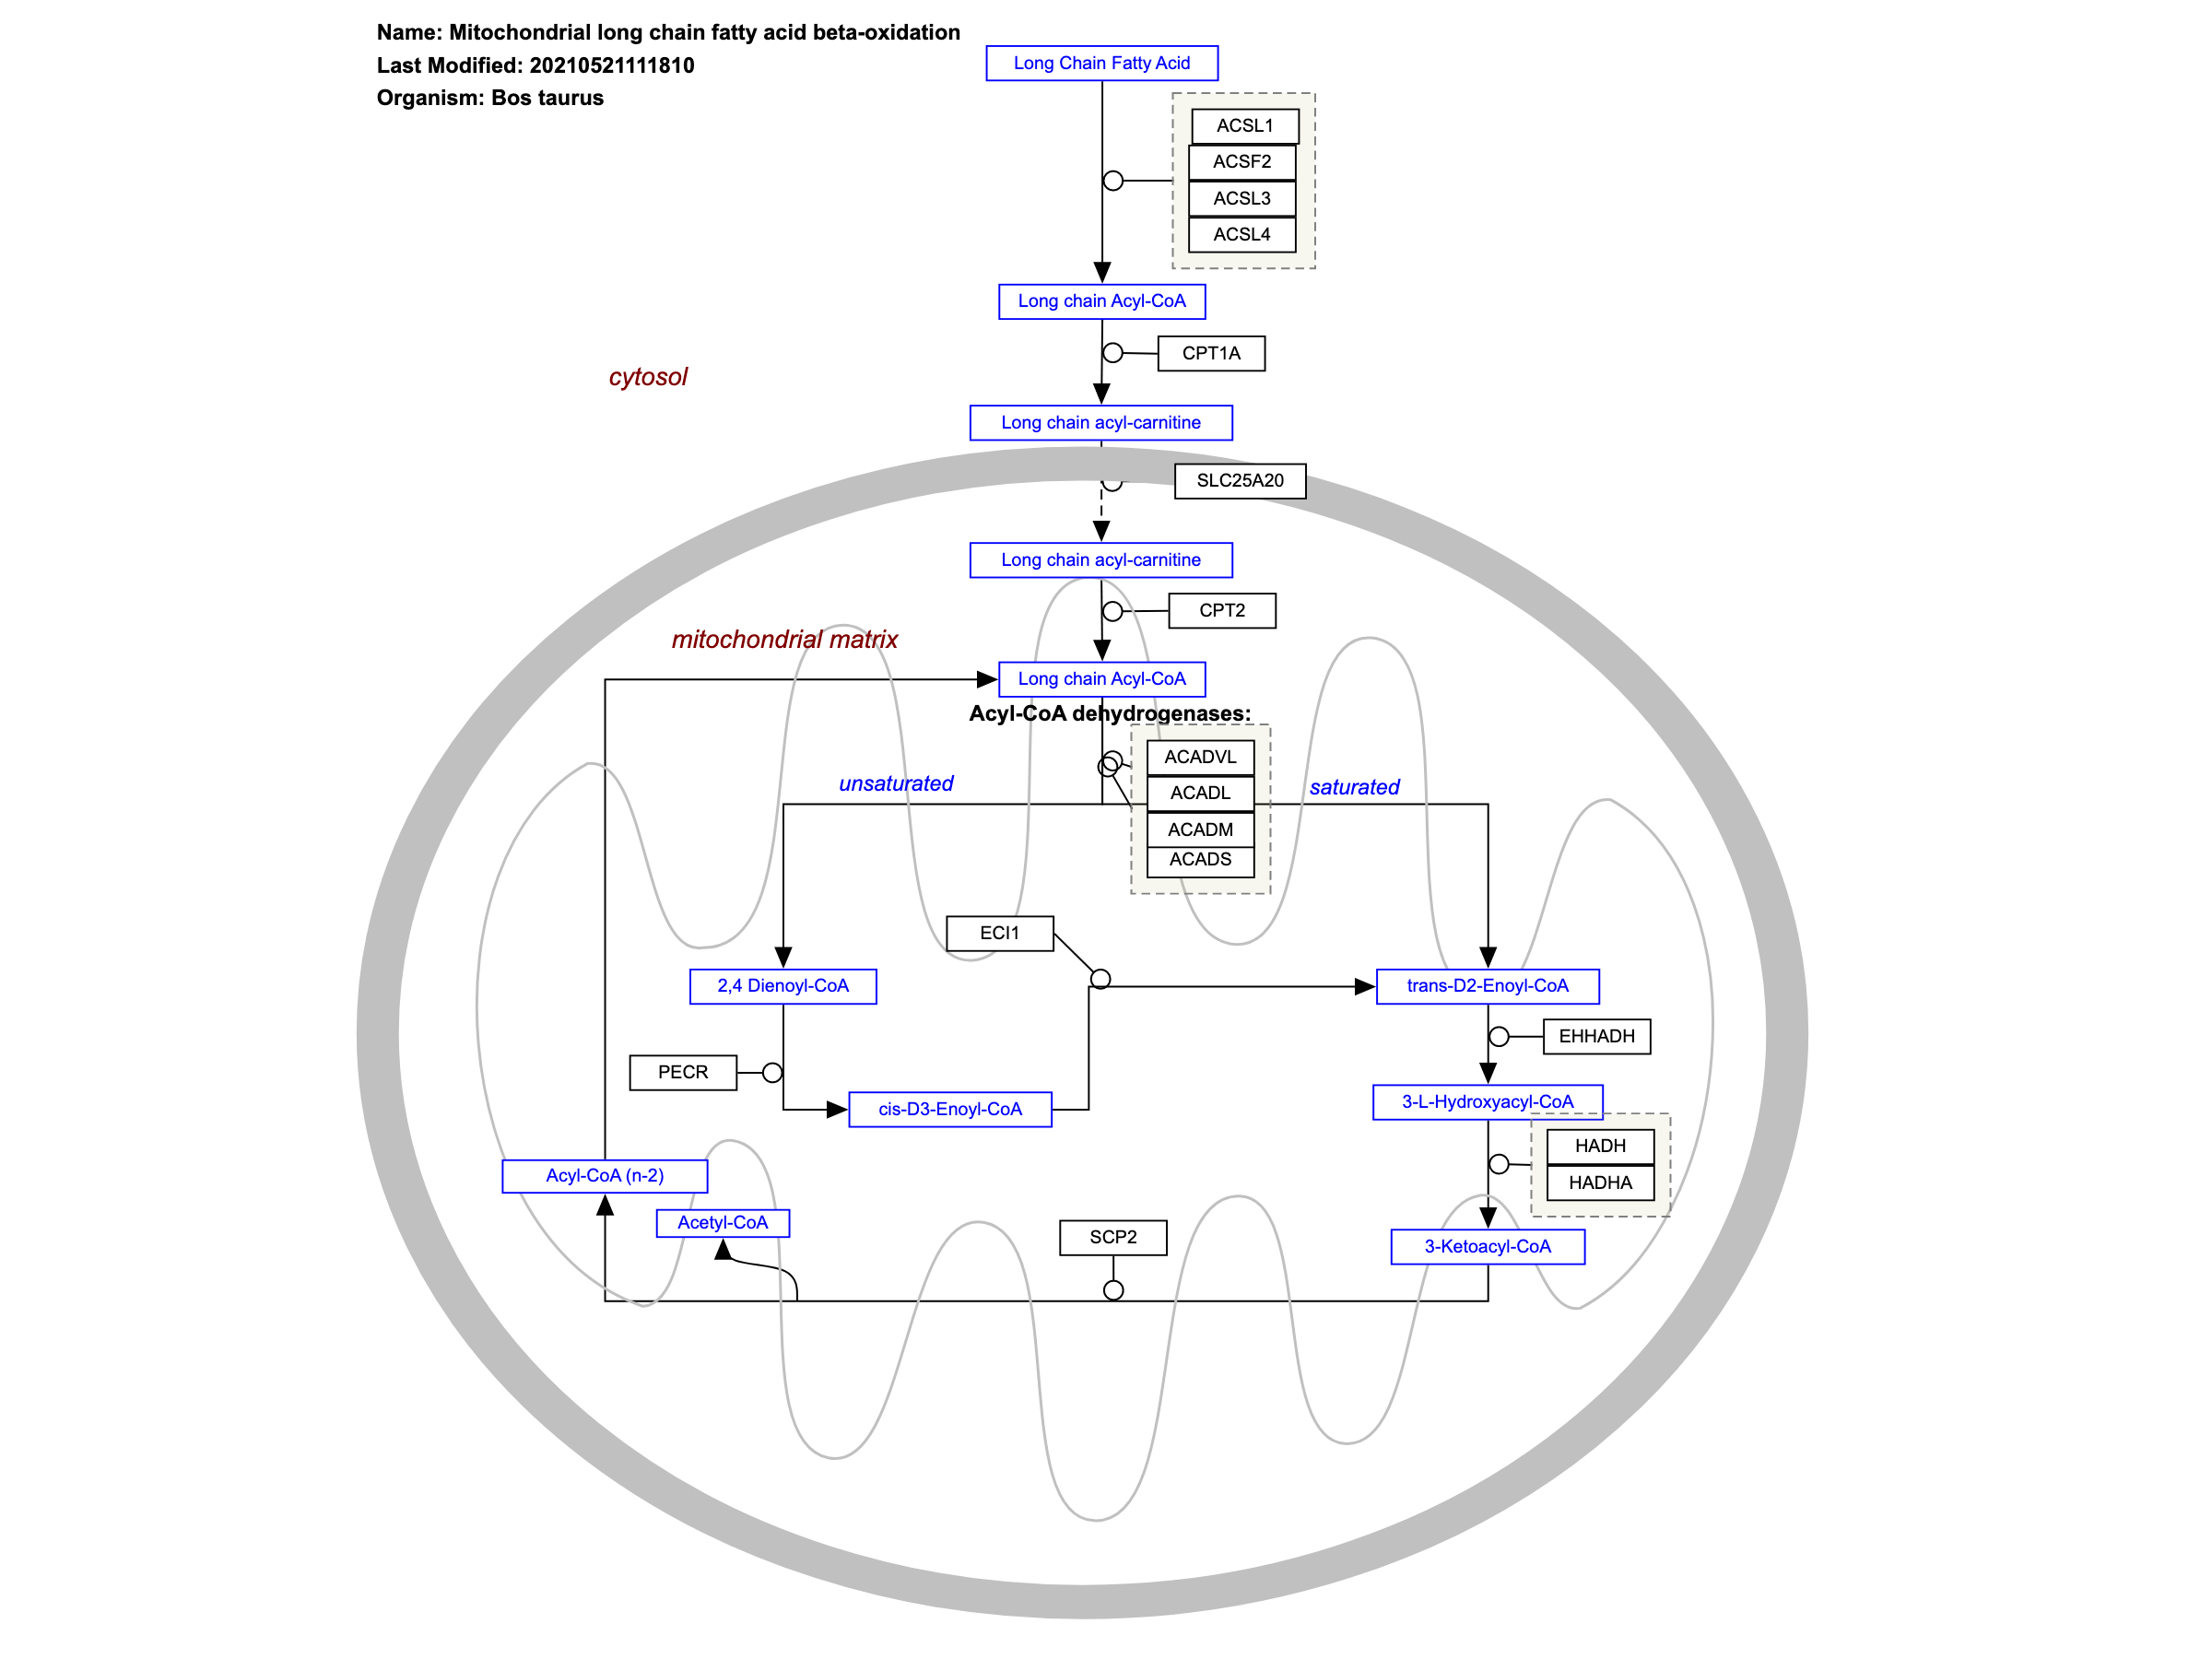 Name: Mitochondrial long chain fatty acid beta-oxidation
Last Modified: 20210521111810
Organism: Bos taurus
Long Chain Fatty Acid
ACSL1
ACSF2
ACSL3
ACSL4
Long chain Acyl-CoA
CPT1A
cytosol
Long chain acyl-carnitine
SLC25A20
Long chain acyl-carnitine
CPT2
mitochondrial matrix
Long chain Acyl-CoA
Acyl-CoA dehydrogenases:
ACADVL
unsaturated
saturated
ACADL
ACADM
ACADS
ECI1
2,4 Dienoyl-CoA
trans-D2-Enoyl-CoA
EHHADH
PECR
cis-D3-Enoyl-CoA
3-L-Hydroxyacyl-CoA
HADH
HADHA
Acyl-CoA (n-2)
Acetyl-CoA
SCP2
3-Ketoacyl-CoA